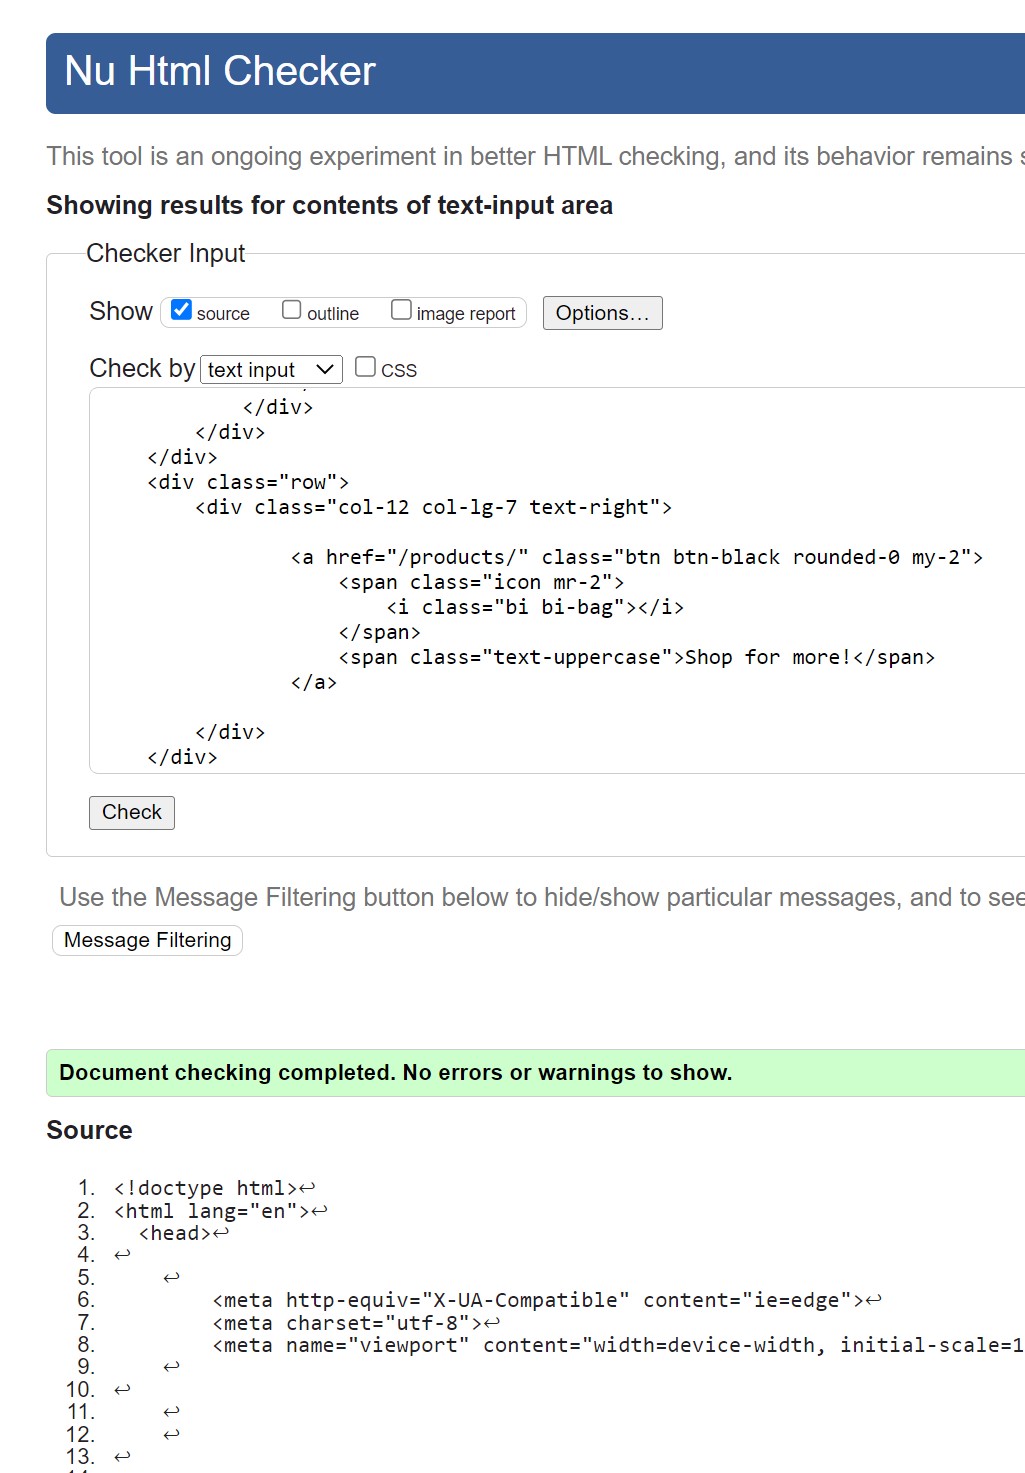 Nu Html Checker
This tool is an ongoing experiment in better HTML checking, and its behavior remains
Showing results for contents of text-input area
Checker Input
Show source outline image report Options...
Check by text input CSS
</div>
</div>
</div>
<div class="row">
<div class="col-12 col-lg-7 text-right">
<a href="/products/" class="btn btn-black rounded-0 my-2">
<span class="icon mr-2">
<i class="bi bi-bag"></i>
</span>
<span class="text-uppercase">Shop for more!</span>
</a>
</div>
</div>
Check
Use the Message Filtering button below to hide/show particular messages, and to see
Message Filtering
Document checking completed. No errors or warnings to show.
Source
1. <!doctype html>↩
2. <html lang="en">↩
3. <head>↩
4. ↩
5. ↩
6. <meta http-equiv="X-UA-Compatible" content="ie=edge">↩
7. <meta charset="utf-8">↩
8. <meta name="viewport" content="width=device-width, initial-scale=1
9. ↩
10. ↩
11. ↩
12. ↩
13. ↩